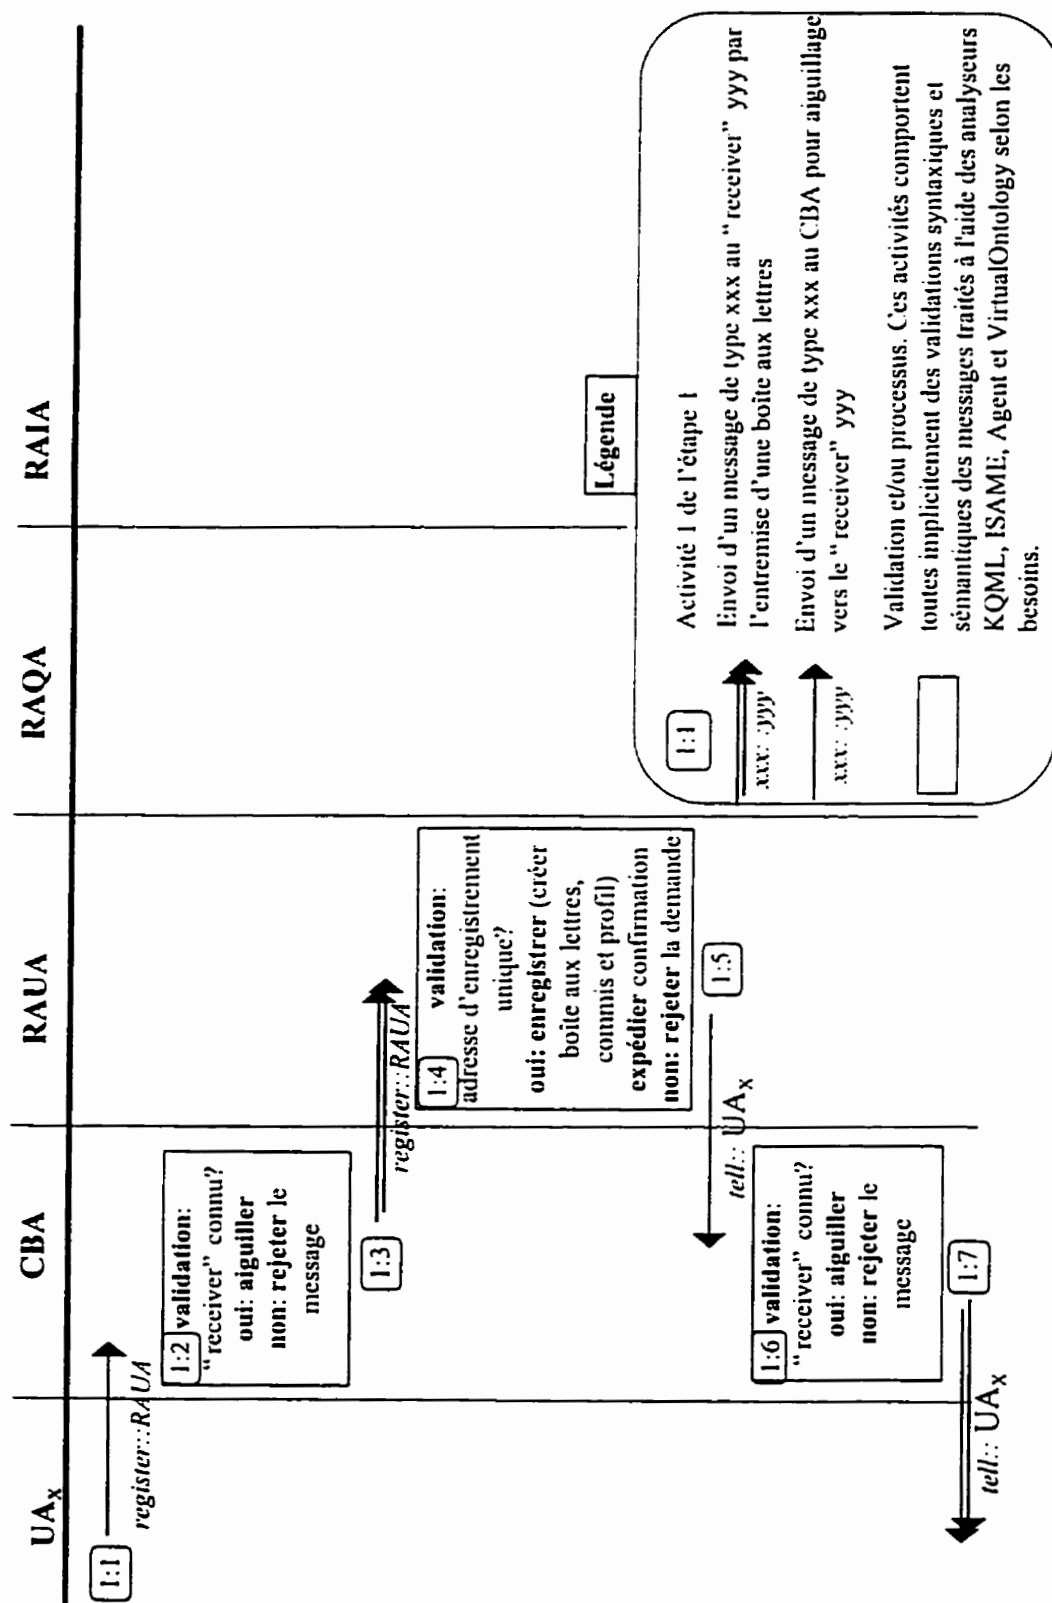 UAx CBA RAUA RAQA RAIA
1:1
register::RAUA
1:2 validation:
“receiver” connu?
oui: aiguiller
non: rejeter le
message
1:3
register::RAUA
1:4 validation:
adresse d'enregistrement
unique?
oui: enregistrer (créer
boîte aux lettres,
commis et profil)
expédier confirmation
non: rejeter la demande
1:5
tell:: UAx
1:6 validation:
“receiver” connu?
oui: aiguiller
non: rejeter le
message
1:7
tell:: UAx
Légende
1:1 Activité 1 de l'étape 1
xxx: :yyy Envoi d'un message de type xxx au “receiver” yyy par
l'entremise d'une boîte aux lettres
xxx: :yyy Envoi d'un message de type xxx au CBA pour aiguillage
vers le “receiver” yyy
Validation et/ou processus. Ces activités comportent
toutes implicitement des validations syntaxiques et
sémantiques des messages traités à l'aide des analyseurs
KQML, ISAME, Agent et VirtualOntology selon les
besoins.